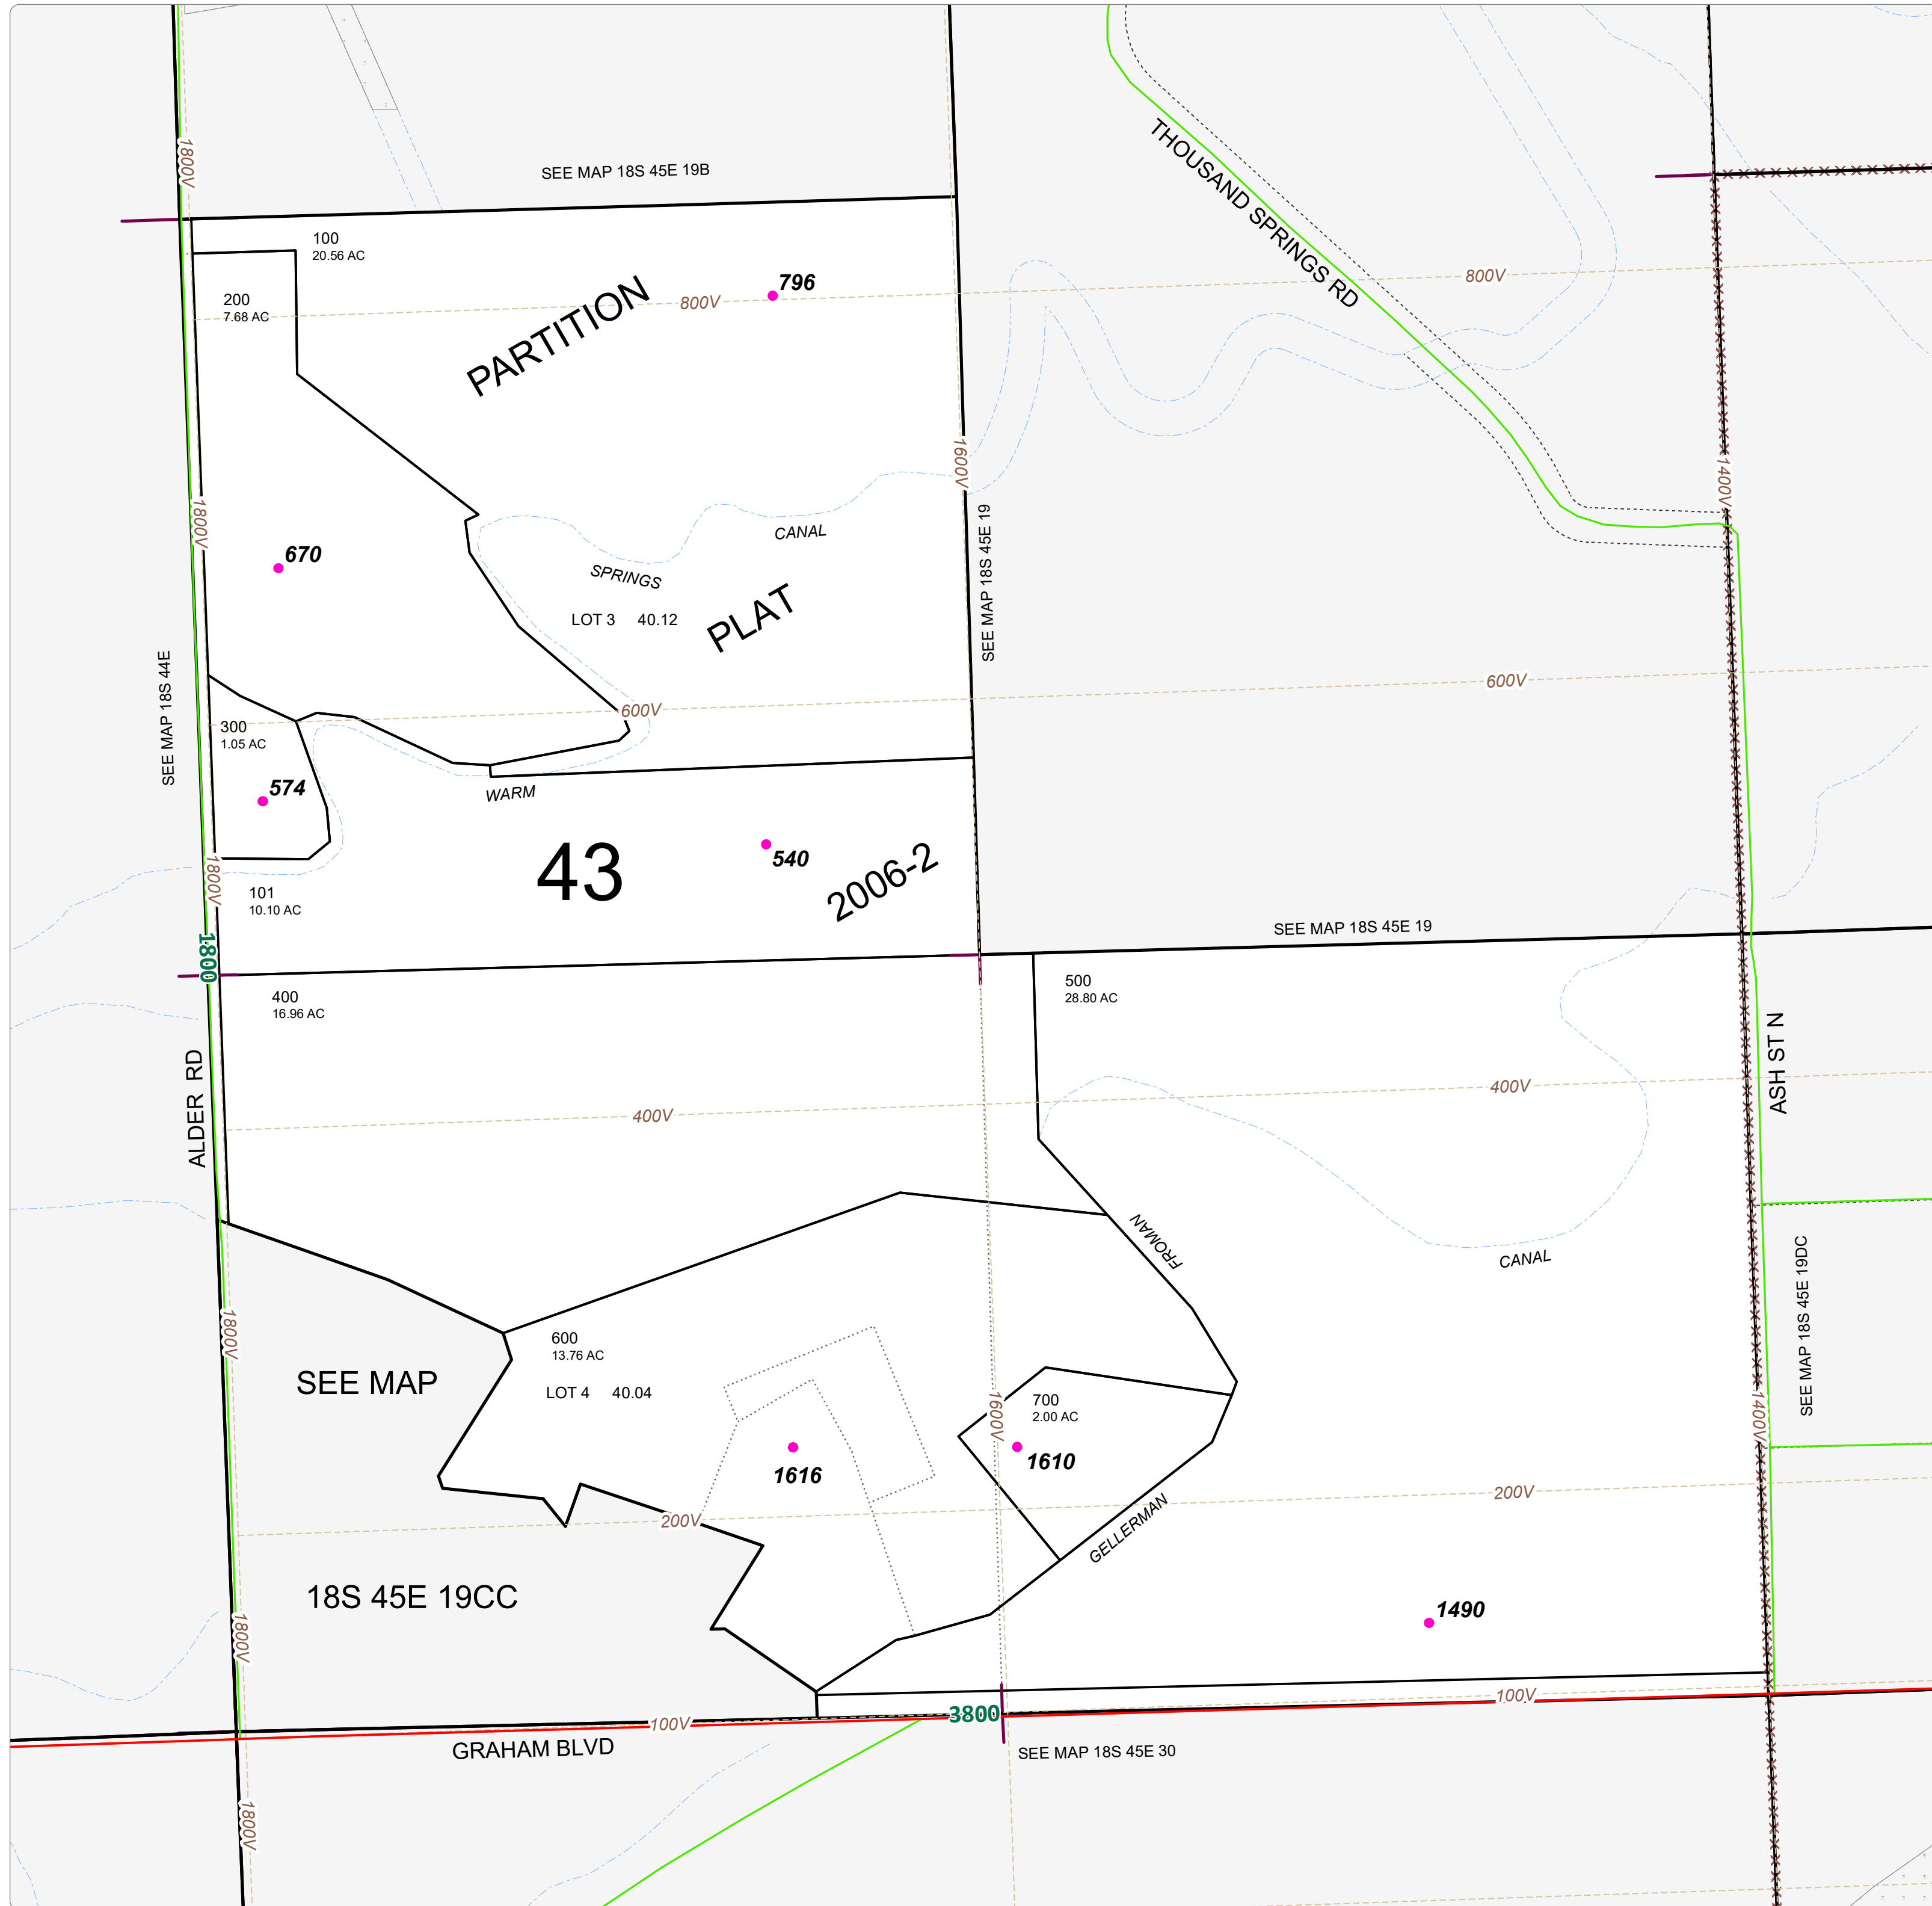 1800V
SEE MAP 18S 45E 19B
THOUSAND SPRINGS RD
100
20.56 AC
200
7.68 AC
PARTITION
796
800V
800V
1600V
1400V
1800V
CANAL
SEE MAP 18S 45E 19
670
SPRINGS
LOT 3 40.12
PLAT
SEE MAP 18S 44E
600V
600V
300
1.05 AC
574
WARM
43
540
2006-2
1800V
101
10.10 AC
1800
SEE MAP 18S 45E 19
400
16.96 AC
500
28.80 AC
ALDER RD
400V
400V
ASH ST N
FROMAN
CANAL
SEE MAP 18S 45E 19DC
1800V
600
13.76 AC
LOT 4 40.04
SEE MAP
1600V
700
2.00 AC
1400V
1616
1610
200V
200V
GELLERMAN
18S 45E 19CC
1800V
1490
100V
3800
100V
GRAHAM BLVD
SEE MAP 18S 45E 30
1800V